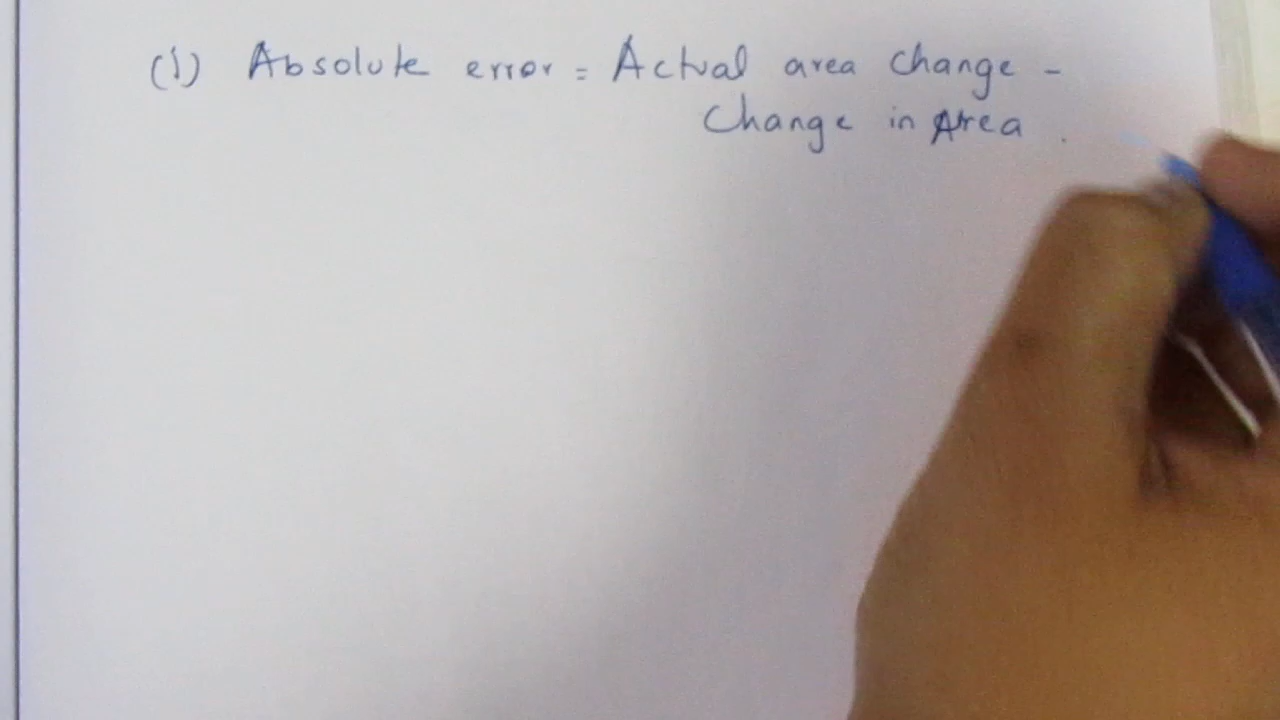 (1) Absolute error = Actual area change -
Change in Area .